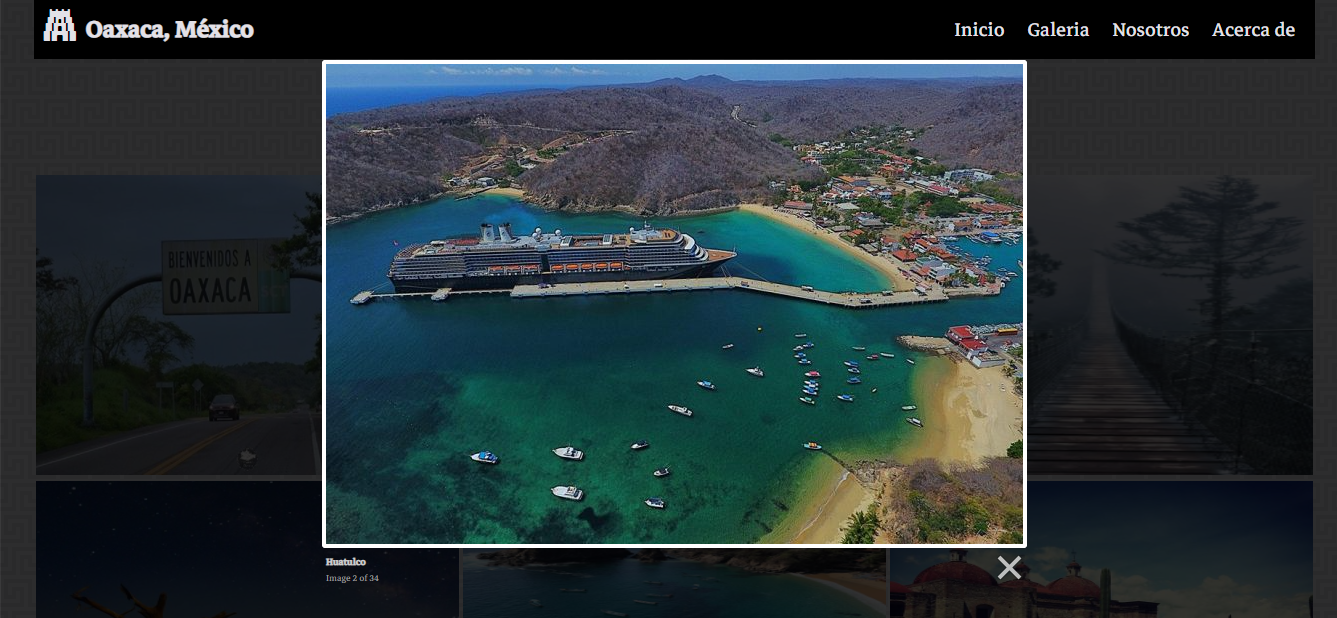 Oaxaca, México
Inicio Galeria Nosotros Acerca de
BIENVENIDOS A
OAXACA
Huatulco
Image 2 of 34